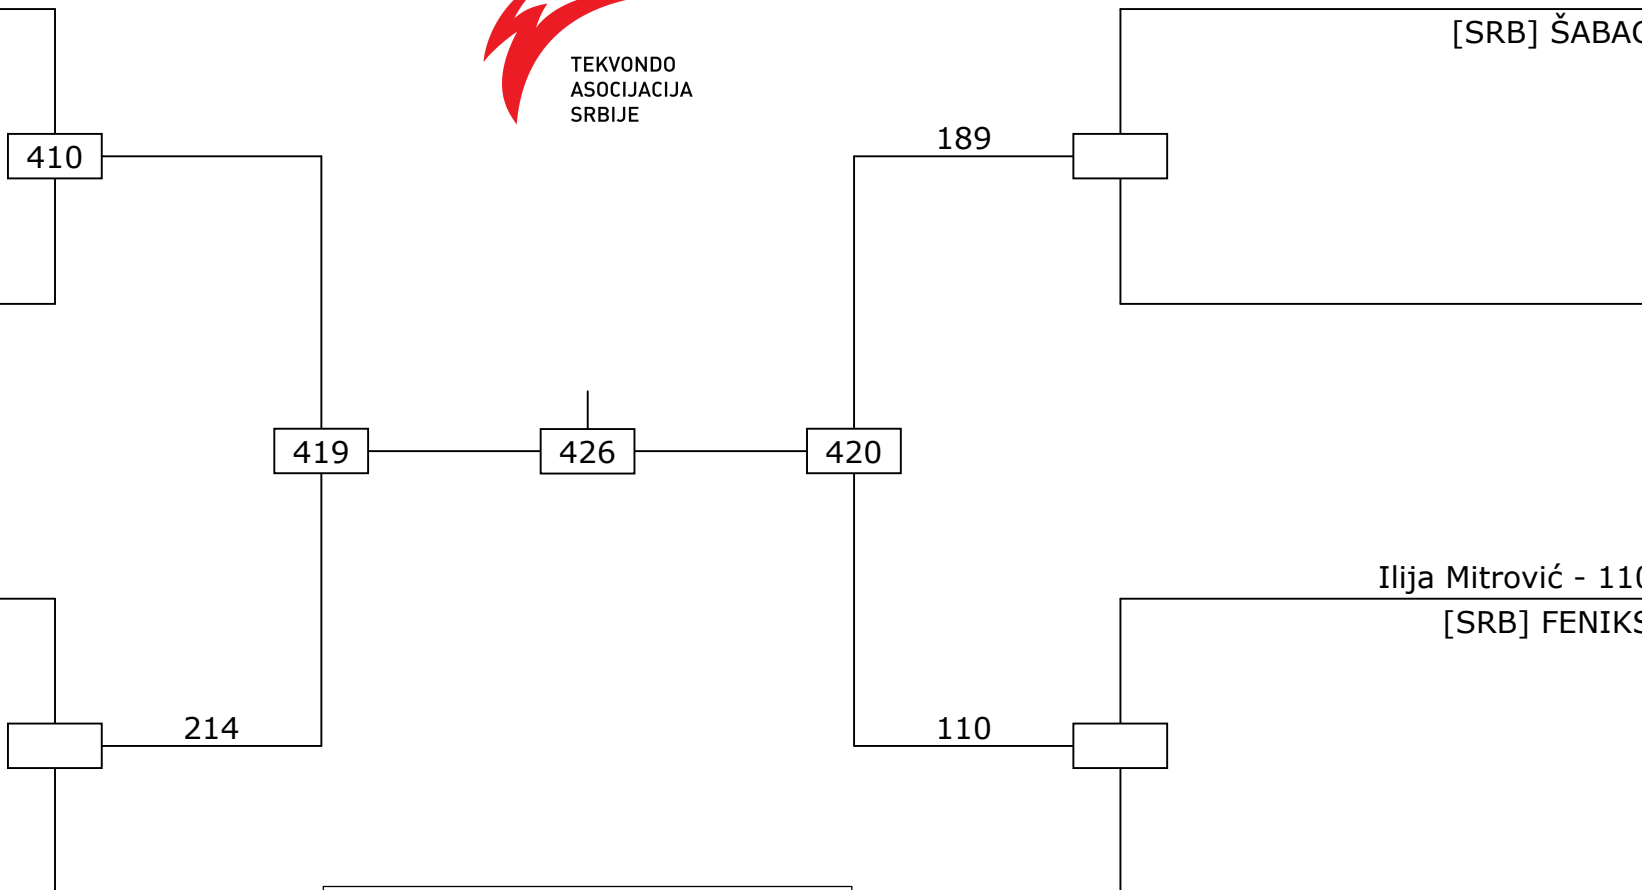 [SRB] ŠABAC
TEKVONDO
ASOCIJACIJA
SRBIJE
189
410
419
426
420
Ilija Mitrović - 110
[SRB] FENIKS
214
110